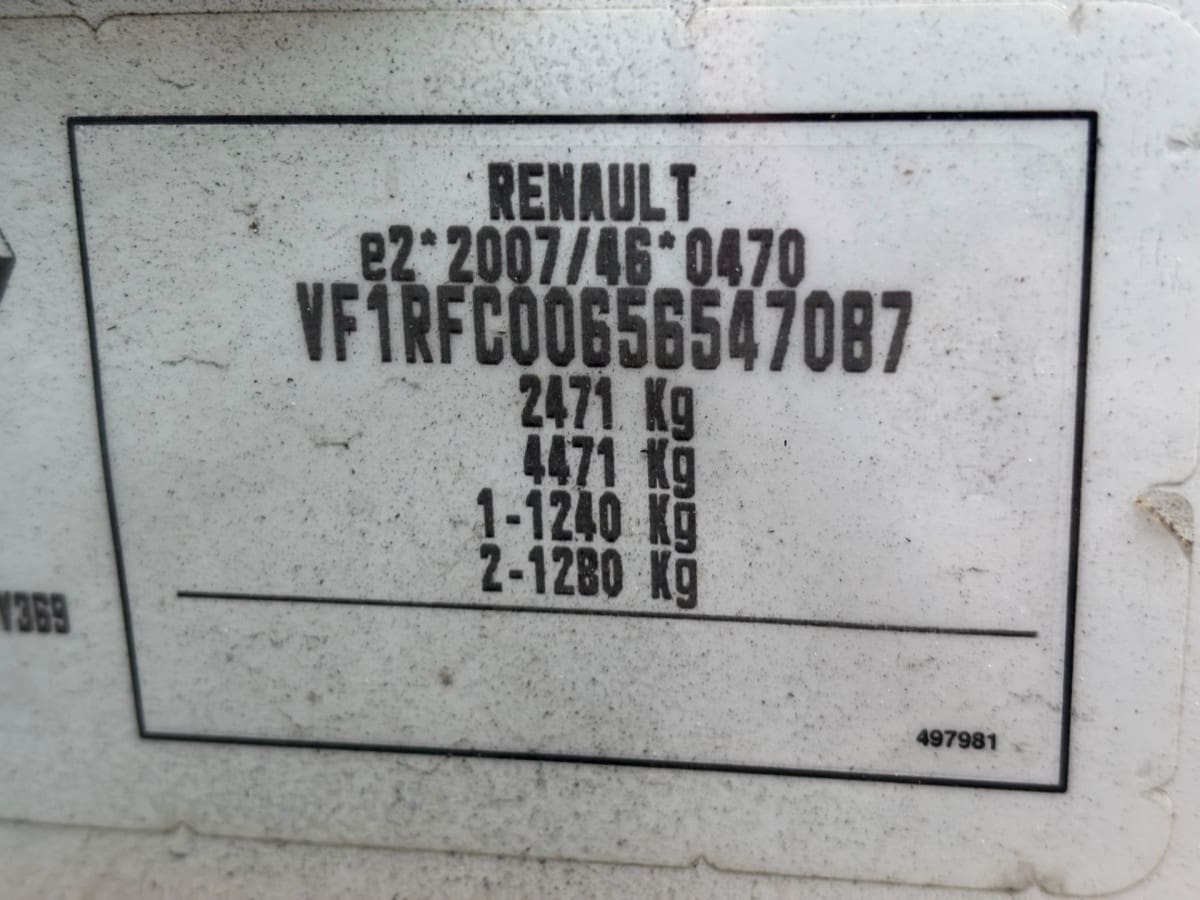 RENAULT
e2*2007/46*0470
VF1RFC00656547087
2471 Kg
4471 Kg
1-1240 Kg
2-1280 Kg
V369
497981